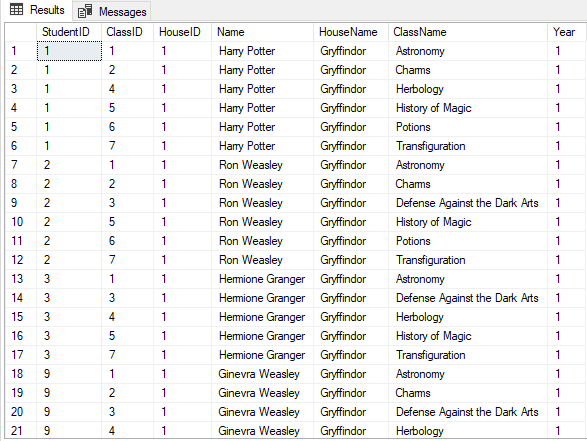 Results Messages
StudentID ClassID HouseID Name HouseName ClassName Year
1 1 1 1 Harry Potter Gryffindor Astronomy 1
2 1 2 1 Harry Potter Gryffindor Charms 1
3 1 4 1 Harry Potter Gryffindor Herbology 1
4 1 5 1 Harry Potter Gryffindor History of Magic 1
5 1 6 1 Harry Potter Gryffindor Potions 1
6 1 7 1 Harry Potter Gryffindor Transfiguration 1
7 2 1 1 Ron Weasley Gryffindor Astronomy 1
8 2 2 1 Ron Weasley Gryffindor Charms 1
9 2 3 1 Ron Weasley Gryffindor Defense Against the Dark Arts 1
10 2 5 1 Ron Weasley Gryffindor History of Magic 1
11 2 6 1 Ron Weasley Gryffindor Potions 1
12 2 7 1 Ron Weasley Gryffindor Transfiguration 1
13 3 1 1 Hermione Granger Gryffindor Astronomy 1
14 3 3 1 Hermione Granger Gryffindor Defense Against the Dark Arts 1
15 3 4 1 Hermione Granger Gryffindor Herbology 1
16 3 5 1 Hermione Granger Gryffindor History of Magic 1
17 3 7 1 Hermione Granger Gryffindor Transfiguration 1
18 9 1 1 Ginevra Weasley Gryffindor Astronomy 1
19 9 2 1 Ginevra Weasley Gryffindor Charms 1
20 9 3 1 Ginevra Weasley Gryffindor Defense Against the Dark Arts 1
21 9 4 1 Ginevra Weasley Gryffindor Herbology 1